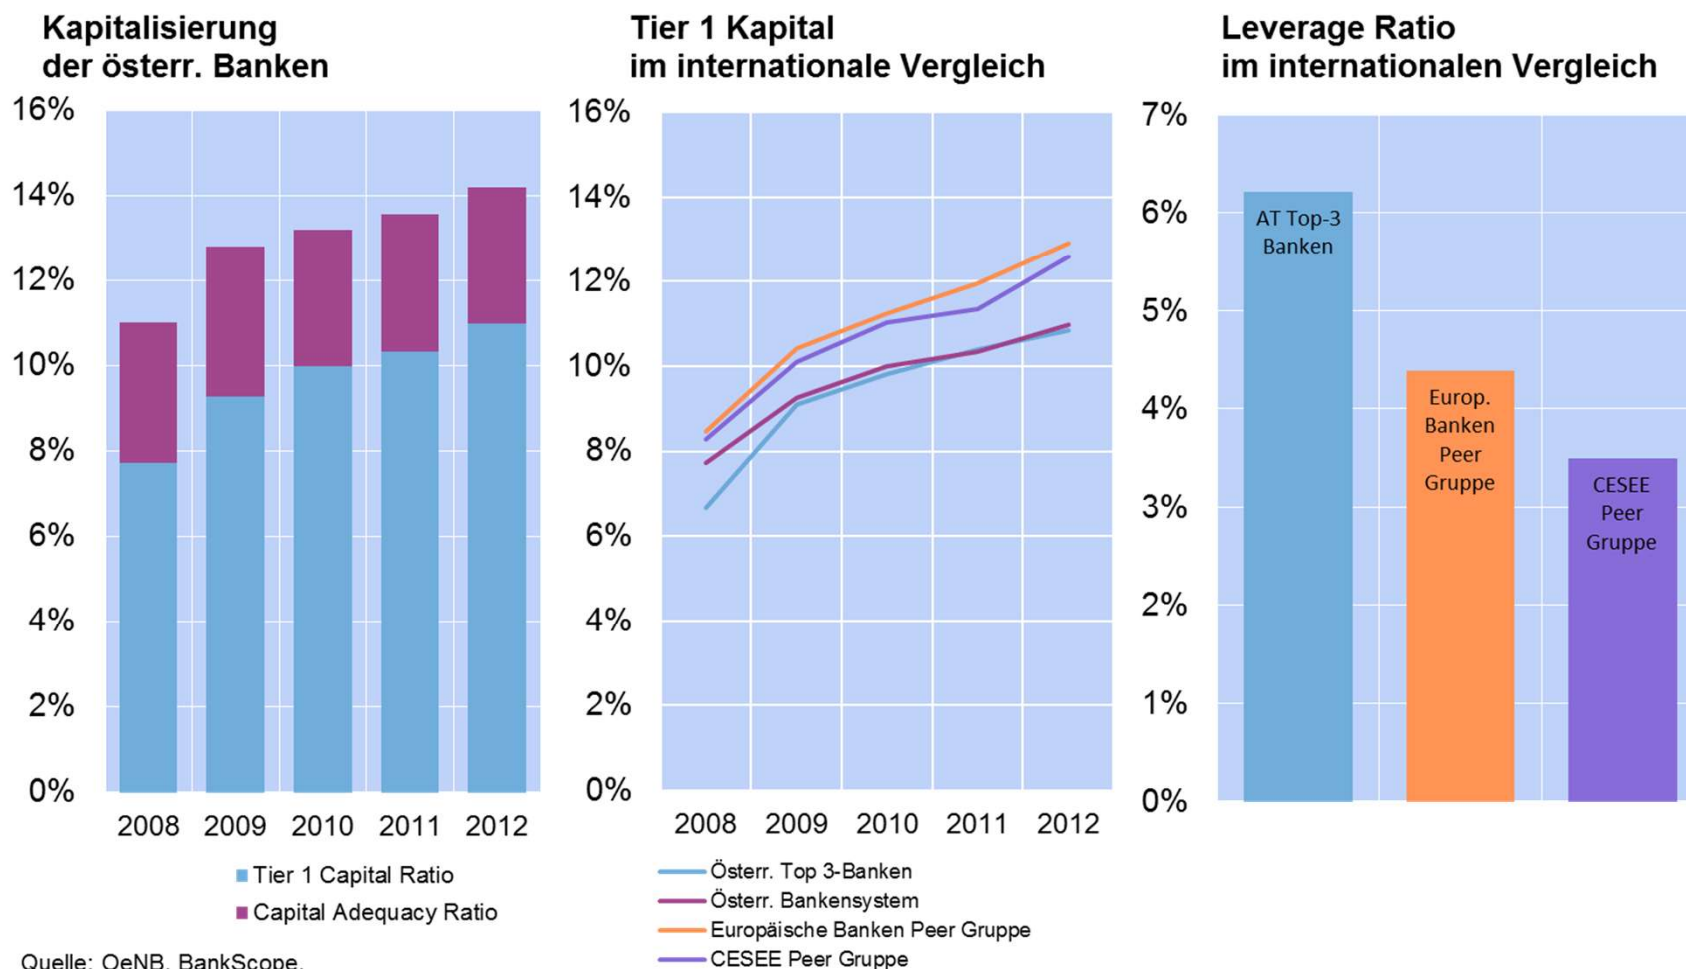 Kapitalisierung
der österr. Banken
16%
14%
12%
10%
8%
6%
4%
2%
0%
2008 2009 2010 2011 2012
Tier 1 Capital Ratio
Capital Adequacy Ratio
Quelle: OeNB, BankScope.
Tier 1 Kapital
im internationale Vergleich
16%
14%
12%
10%
8%
6%
4%
2%
0%
2008 2009 2010 2011 2012
Österr. Top 3-Banken
Österr. Bankensystem
Europäische Banken Peer Gruppe
CESEE Peer Gruppe
Leverage Ratio
im internationalen Vergleich
7%
6%
5%
4%
3%
2%
1%
0%
AT Top-3
Banken
Europ.
Banken
Peer
Gruppe
CESEE
Peer
Gruppe